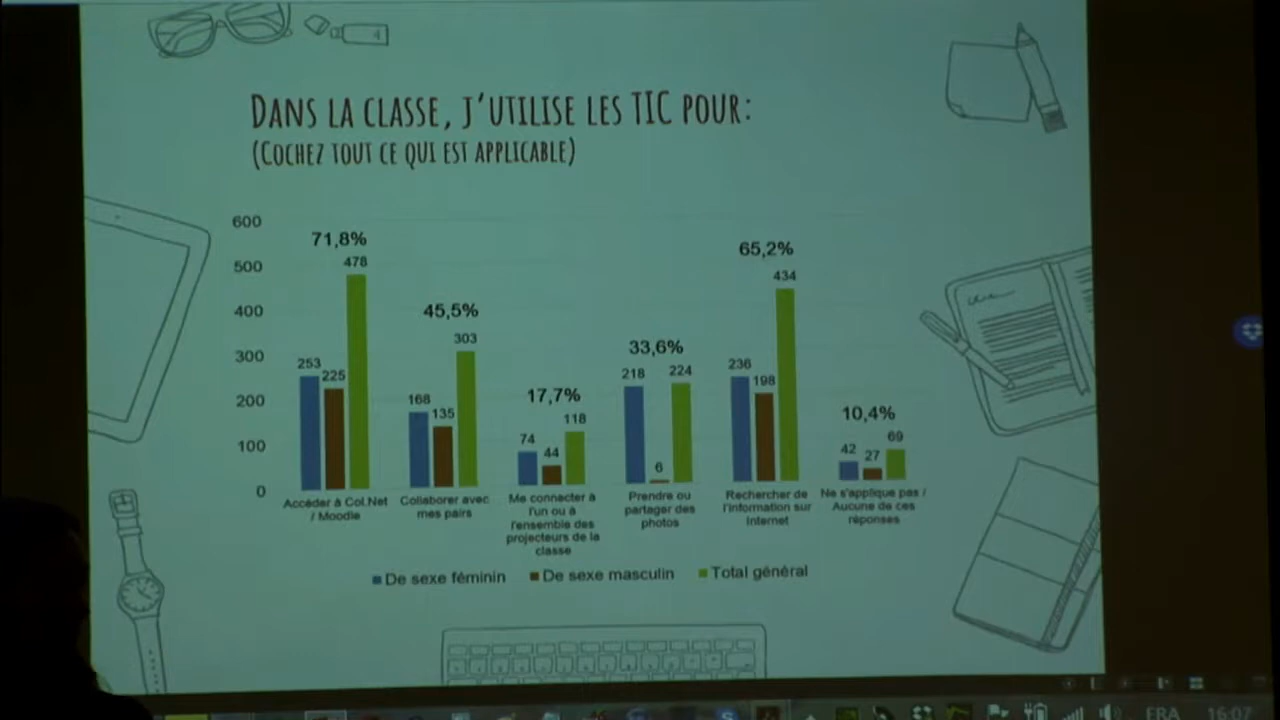 DANS LA CLASSE, J'UTILISE LES TIC POUR:
(COCHEZ TOUT CE QUI EST APPLICABLE)
600
500
400
300
200
100
0
71,8%
478
253
225
45,5%
303
168
135
17,7%
118
74
44
33,6%
218
224
6
65,2%
434
236
198
10,4%
69
42
27
Accéder à Col.Net
/ Moodle
Collaborer avec
mes pairs
Me connecter à
l'un ou à
l'ensemble des
projecteurs de la
classe
Prendre ou
partager des
photos
Rechercher de
l'information sur
Internet
Ne s'applique pas /
Aucune de ces
réponses
De sexe féminin
De sexe masculin
Total général
FRA
16:07